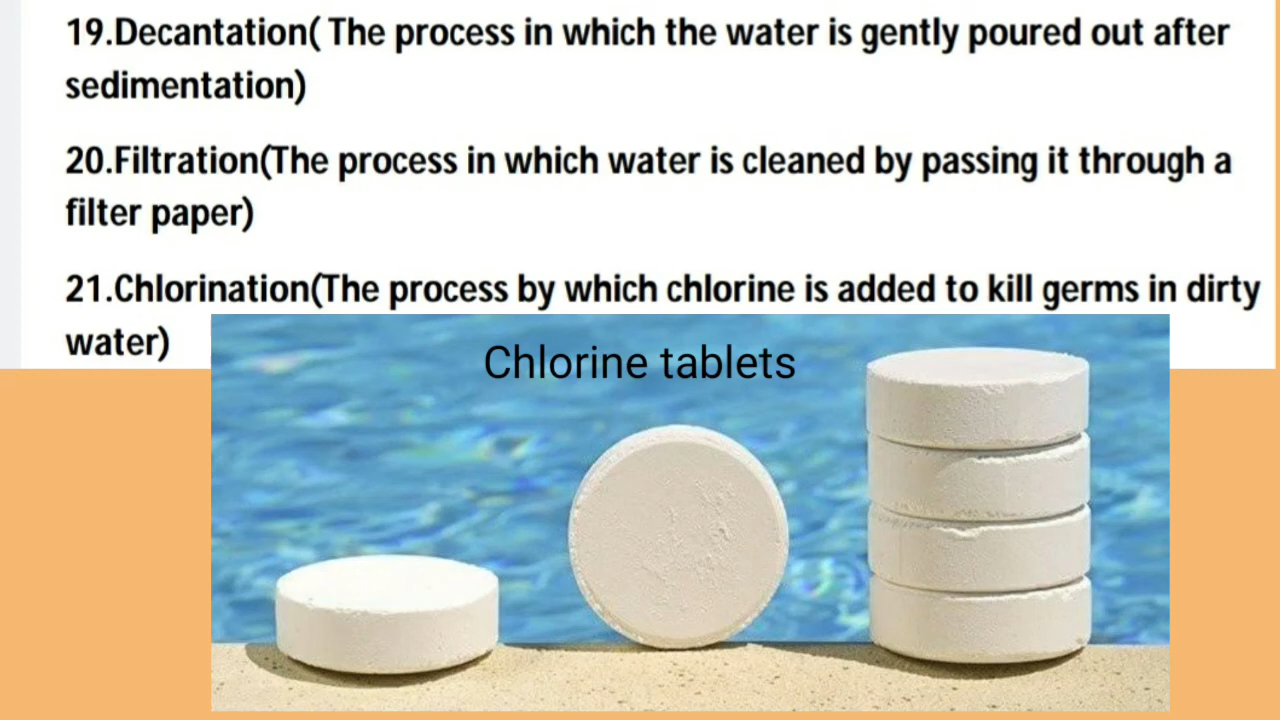 19.Decantation( The process in which the water is gently poured out after
sedimentation)
20.Filtration(The process in which water is cleaned by passing it through a
filter paper)
21.Chlorination(The process by which chlorine is added to kill germs in dirty
water)
Chlorine tablets